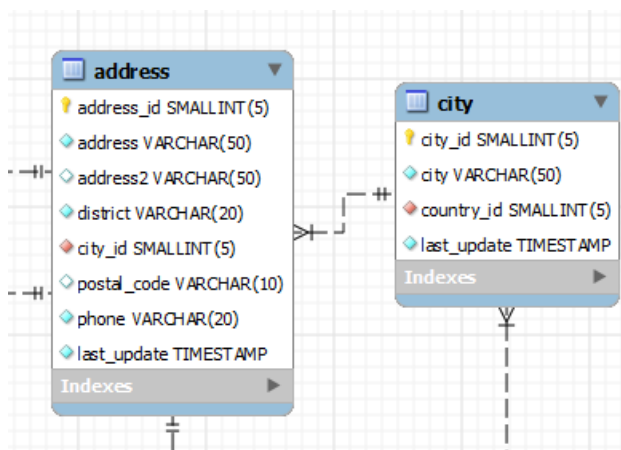 address
address_id SMALLINT(5)
address VARCHAR(50)
address2 VARCHAR(50)
district VARCHAR(20)
city_id SMALLINT(5)
postal_code VARCHAR(10)
phone VARCHAR(20)
last_update TIMESTAMP
Indexes
city
city_id SMALLINT(5)
city VARCHAR(50)
country_id SMALLINT(5)
last_update TIMESTAMP
Indexes